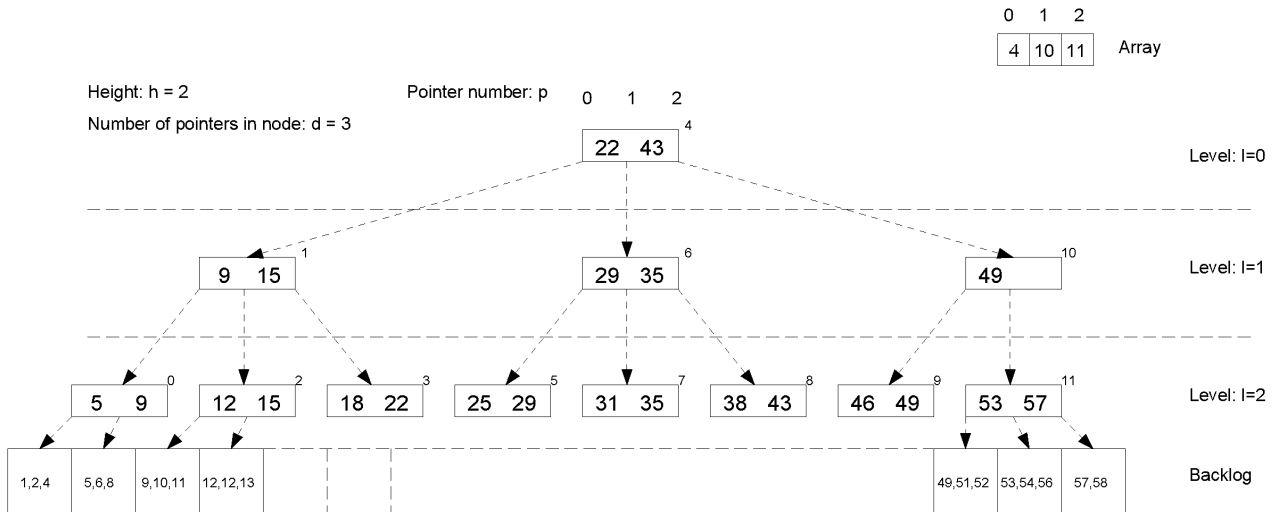 0 1 2
4 10 11 Array
Height: h = 2
Pointer number: p 0 1 2
Number of pointers in node: d = 3
4
22 43
Level: l=0
1 6 10
9 15 29 35 49
Level: l=1
0 2 3 5 7 8 9 11
5 9 12 15 18 22 25 29 31 35 38 43 46 49 53 57
Level: l=2
1,2,4 5,6,8 9,10,11 12,12,13 49,51,52 53,54,56 57,58
Backlog